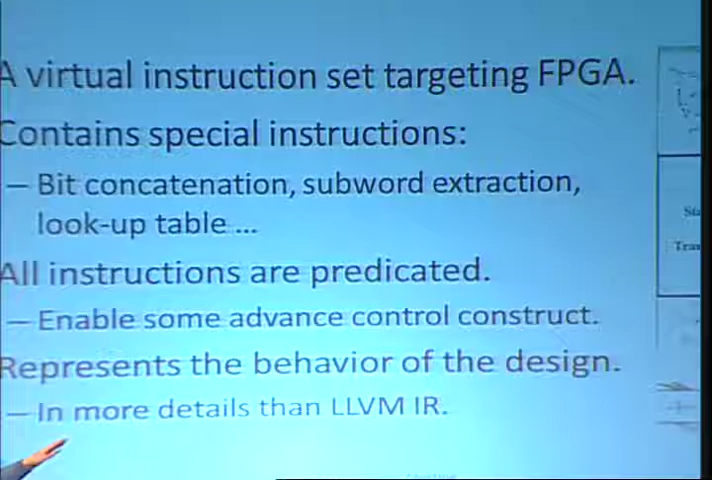 A virtual instruction set targeting FPGA.
Contains special instructions:
– Bit concatenation, subword extraction,
look-up table ...
All instructions are predicated.
– Enable some advance control construct.
Represents the behavior of the design.
– In more details than LLVM IR.